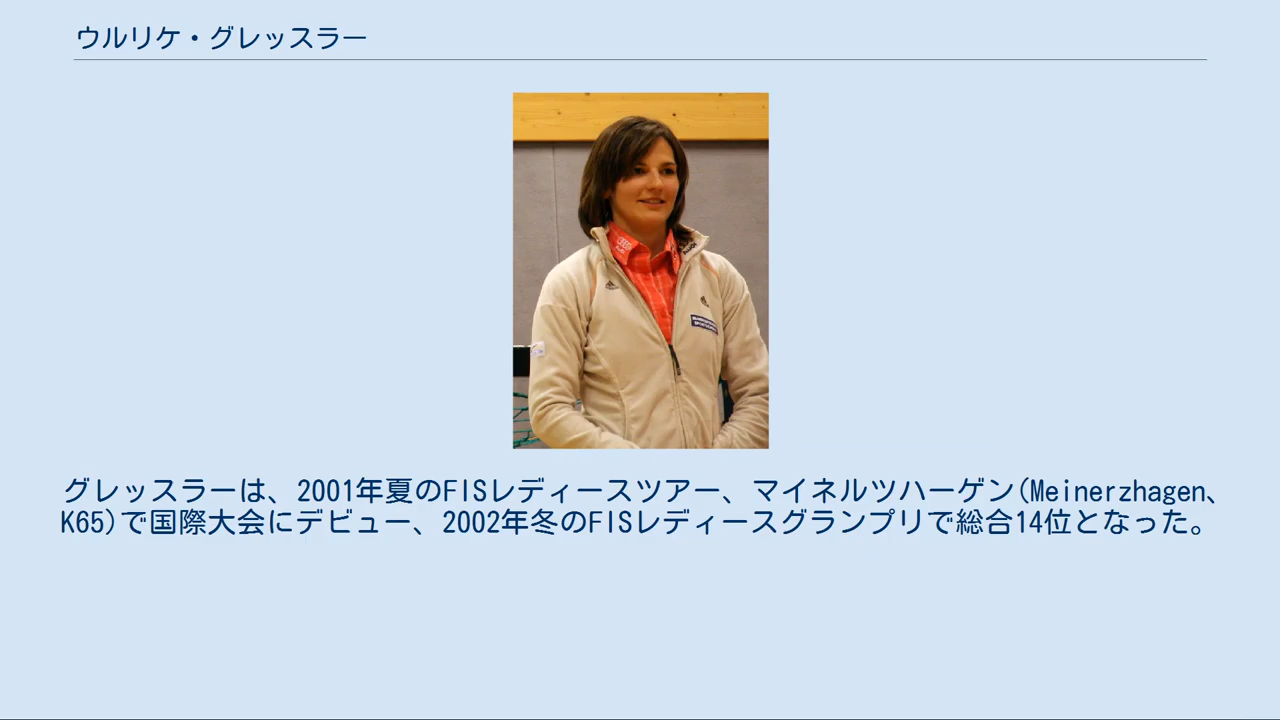 ウルリケ・グレッスラー
グレッスラーは、2001年夏のFISレディースツアー、マイネルツハーゲン(Meinerzhagen、
K65)で国際大会にデビュー、2002年冬のFISレディースグランプリで総合14位となった。